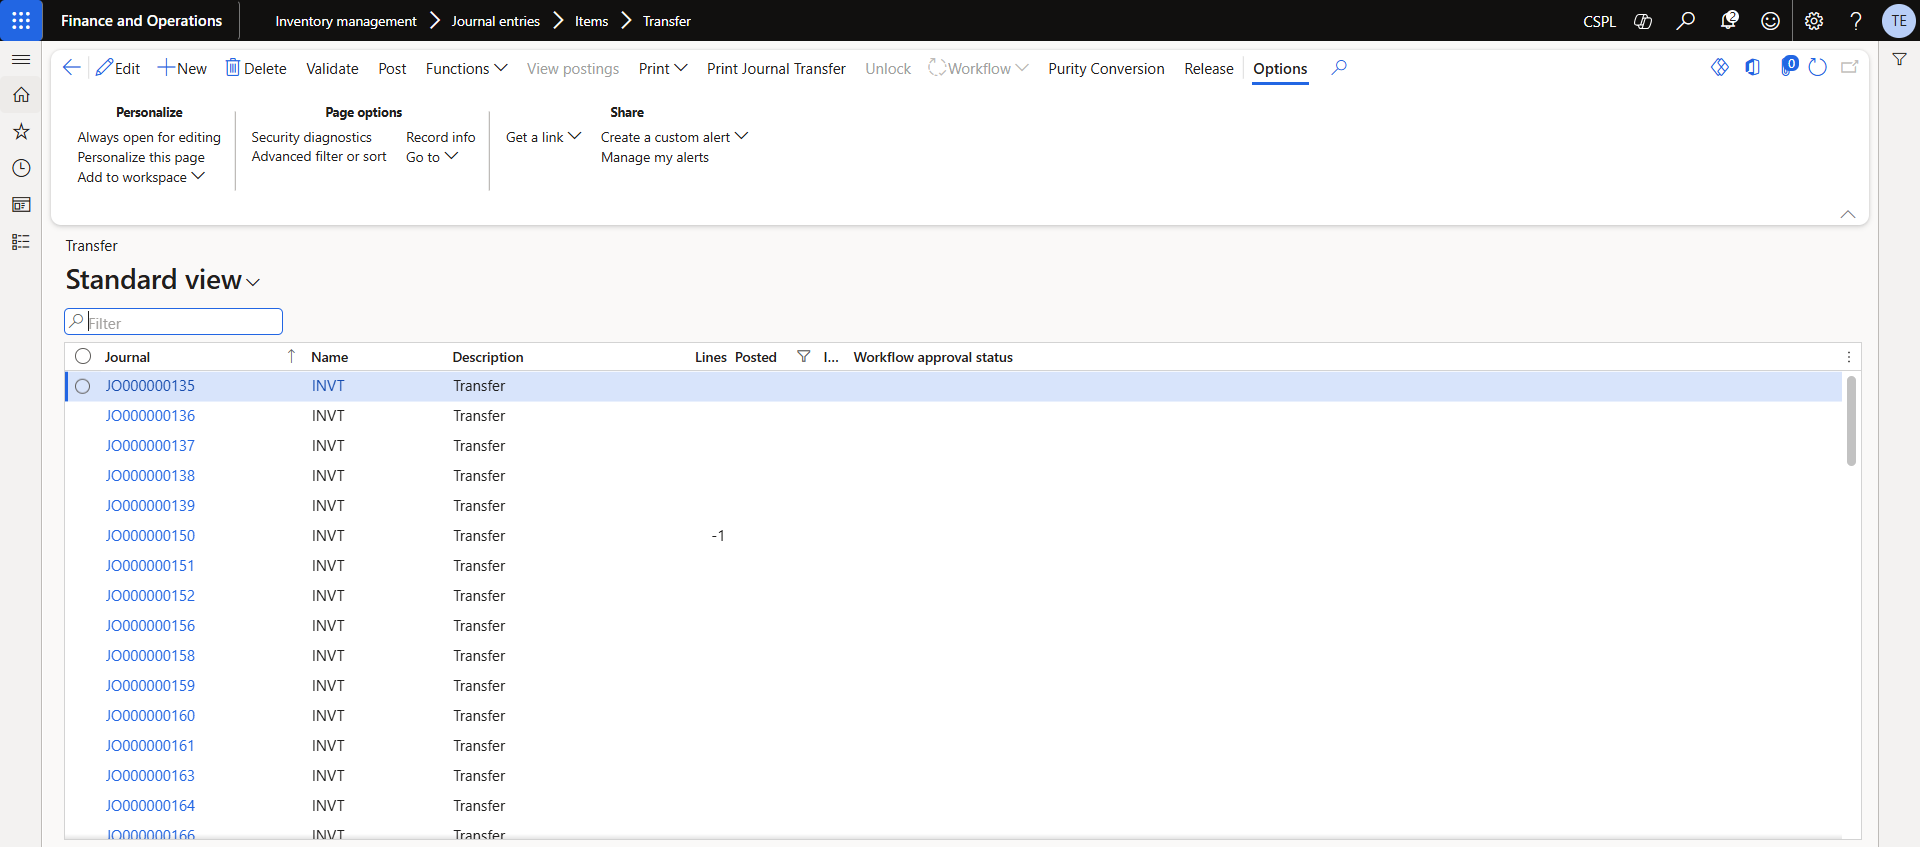 Finance and Operations
Inventory management
Journal entries
Items
Transfer
CSPL
2
TE
Edit
New
Delete
Validate
Post
Functions
View postings
Print
Print Journal Transfer
Unlock
Workflow
Purity Conversion
Release
Options
0
Personalize
Always open for editing
Personalize this page
Add to workspace
Page options
Security diagnostics
Advanced filter or sort
Record info
Go to
Share
Get a link
Create a custom alert
Manage my alerts
Transfer
Standard view
Filter
Journal Name Description Lines Posted I... Workflow approval status
JO000000135 INVT Transfer
JO000000136 INVT Transfer
JO000000137 INVT Transfer
JO000000138 INVT Transfer
JO000000139 INVT Transfer
JO000000150 INVT Transfer -1
JO000000151 INVT Transfer
JO000000152 INVT Transfer
JO000000156 INVT Transfer
JO000000158 INVT Transfer
JO000000159 INVT Transfer
JO000000160 INVT Transfer
JO000000161 INVT Transfer
JO000000163 INVT Transfer
JO000000164 INVT Transfer
JO000000166 INVT Transfer